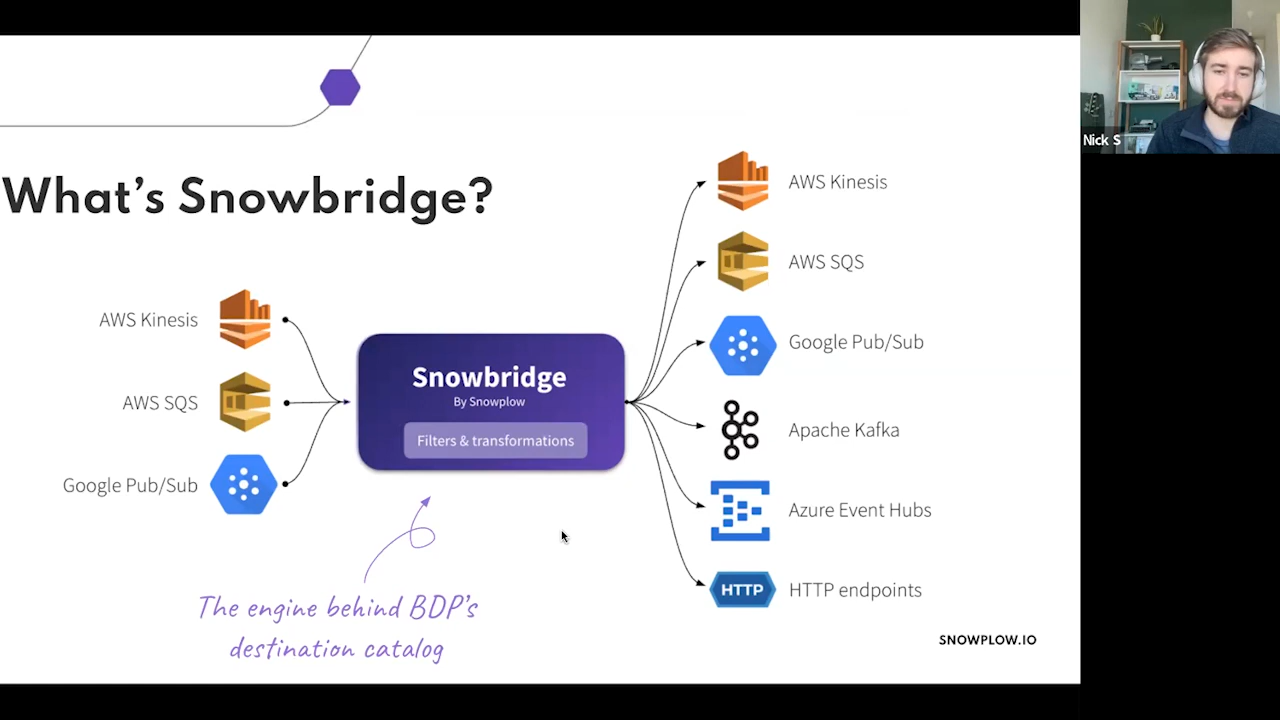 What's Snowbridge?
AWS Kinesis
AWS SQS
Google Pub/Sub
Snowbridge
By Snowplow
Filters & transformations
The engine behind BDP's
destination catalog
AWS Kinesis
AWS SQS
Google Pub/Sub
Apache Kafka
Azure Event Hubs
HTTP
HTTP endpoints
SNOWPLOW.IO
Nick S